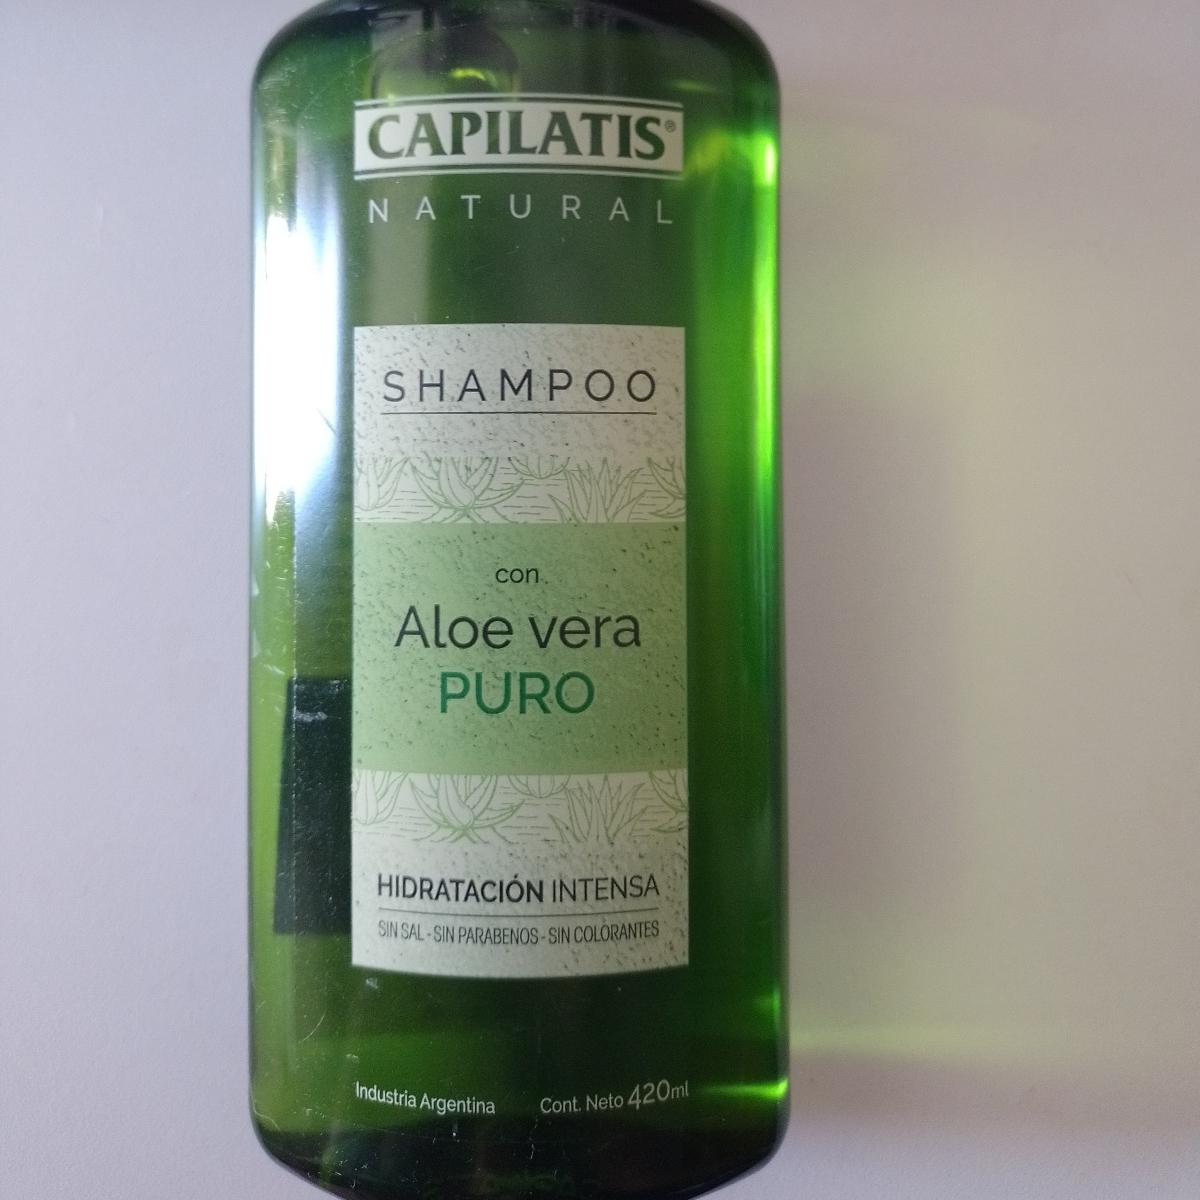 CAPILATIS®
NATURAL
SHAMPOO
con
Aloe vera
PURO
HIDRATACIÓN INTENSA
SIN SAL - SIN PARABENOS - SIN COLORANTES
Industria Argentina Cont. Neto 420ml